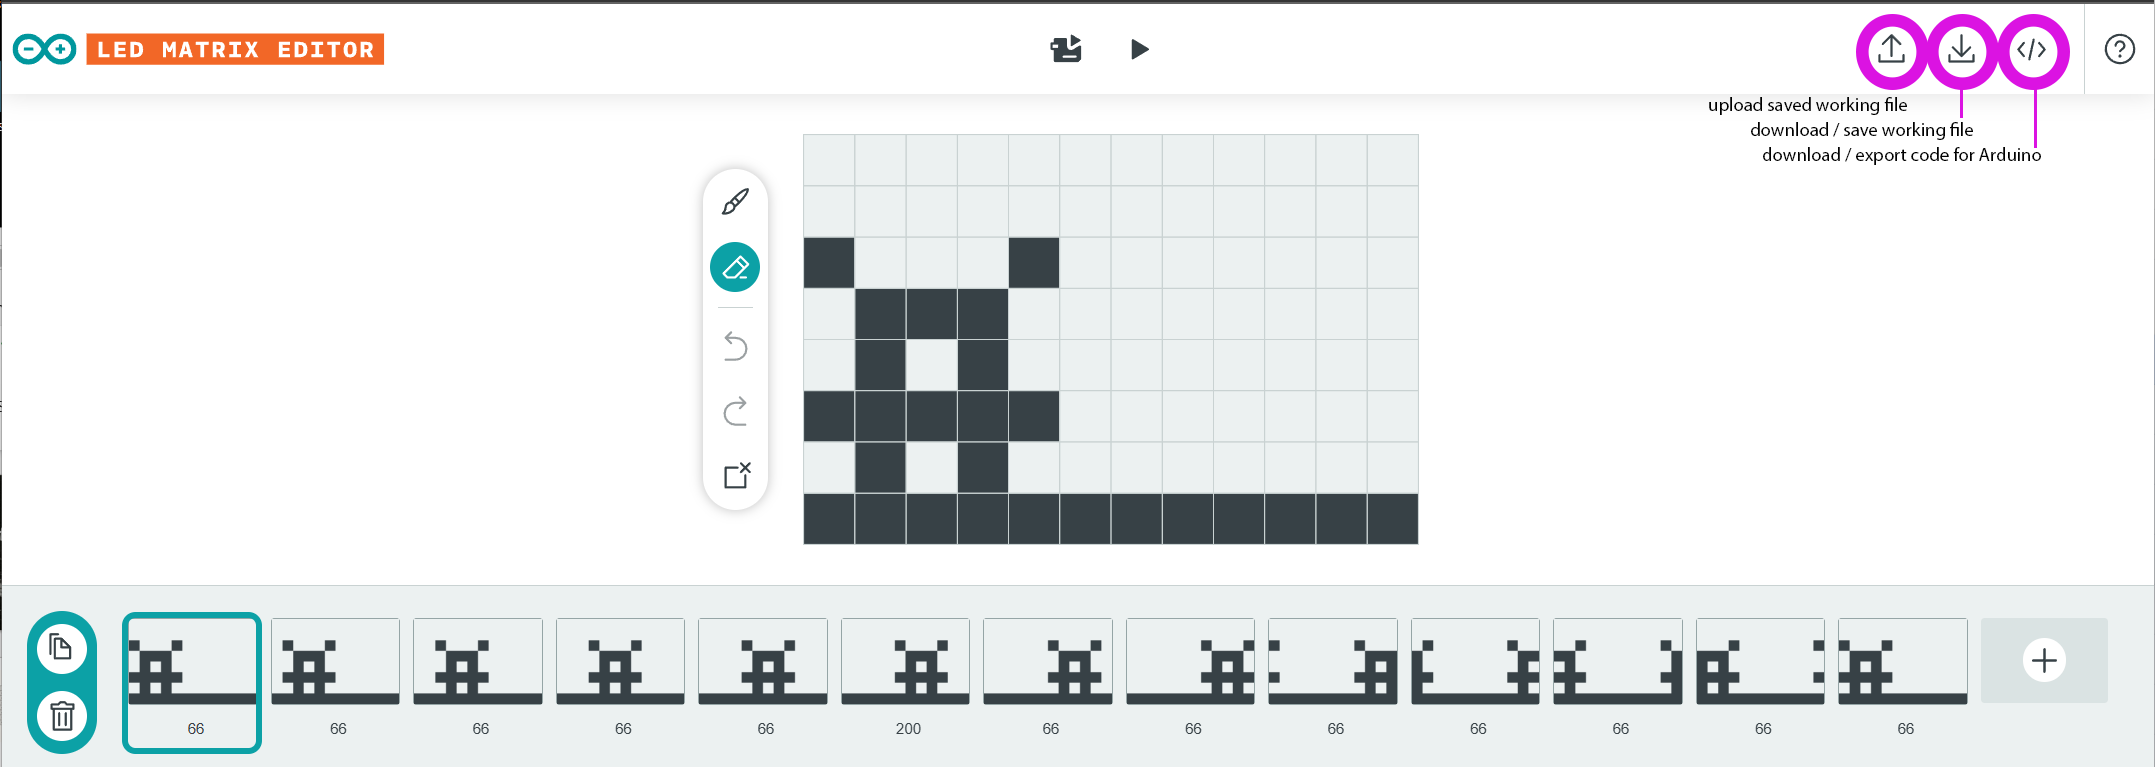 LED MATRIX EDITOR
upload saved working file
download / save working file
download / export code for Arduino
66 66 66 66 66 200 66 66 66 66 66 66 66